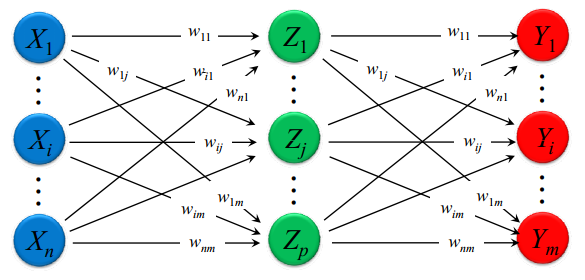 X₁ w₁₁ Z₁ w₁₁ Y₁
w₁ⱼ wᵢ₁ w₁ⱼ wᵢ₁
wₙ₁ wₙ₁
Xᵢ wᵢⱼ Zⱼ wᵢⱼ Yᵢ
w₁ₘ w₁ₘ
wᵢₘ wᵢₘ
Xₙ wₙₘ Zₚ wₙₘ Yₘ